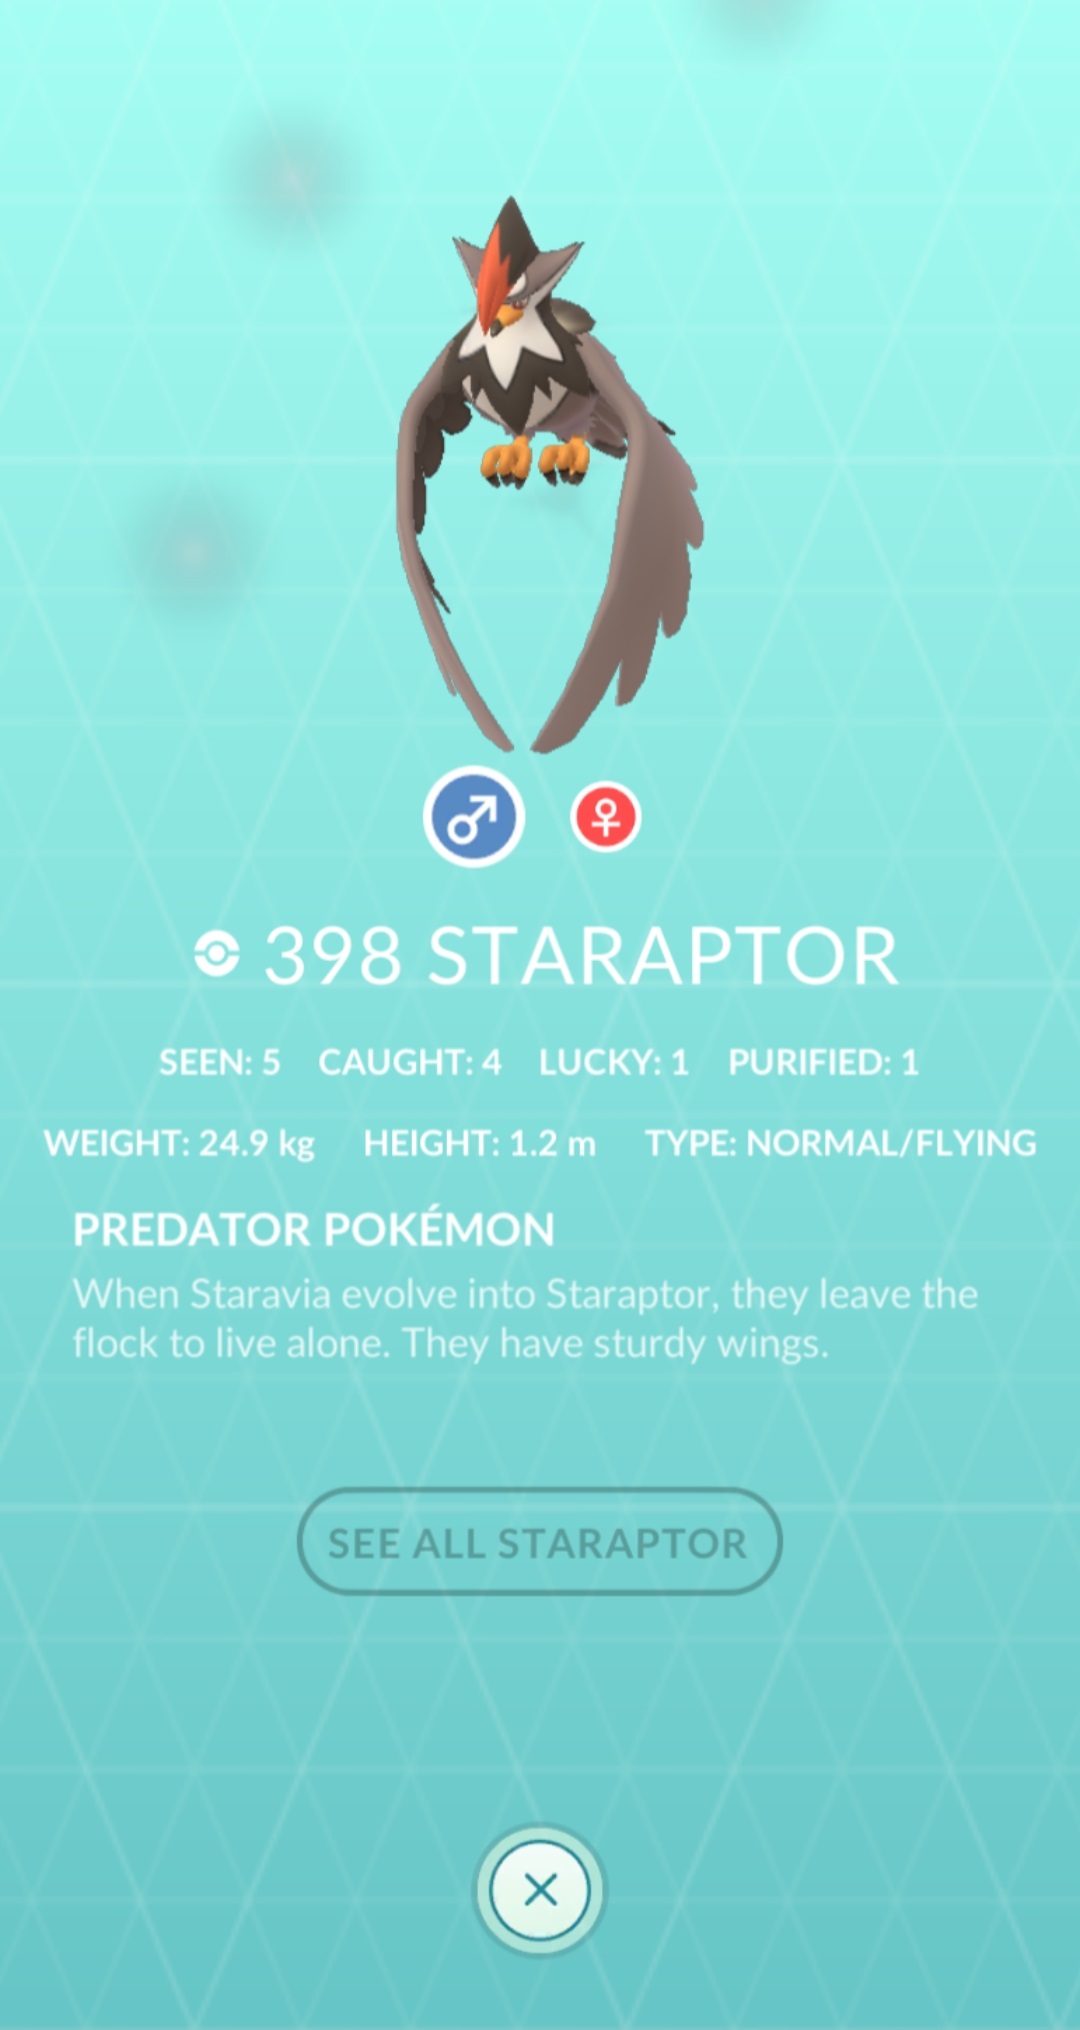 398 STARAPTOR
SEEN: 5 CAUGHT: 4 LUCKY: 1 PURIFIED: 1
WEIGHT: 24.9 kg HEIGHT: 1.2 m TYPE: NORMAL/FLYING
PREDATOR POKÉMON
When Staravia evolve into Staraptor, they leave the
flock to live alone. They have sturdy wings.
SEE ALL STARAPTOR